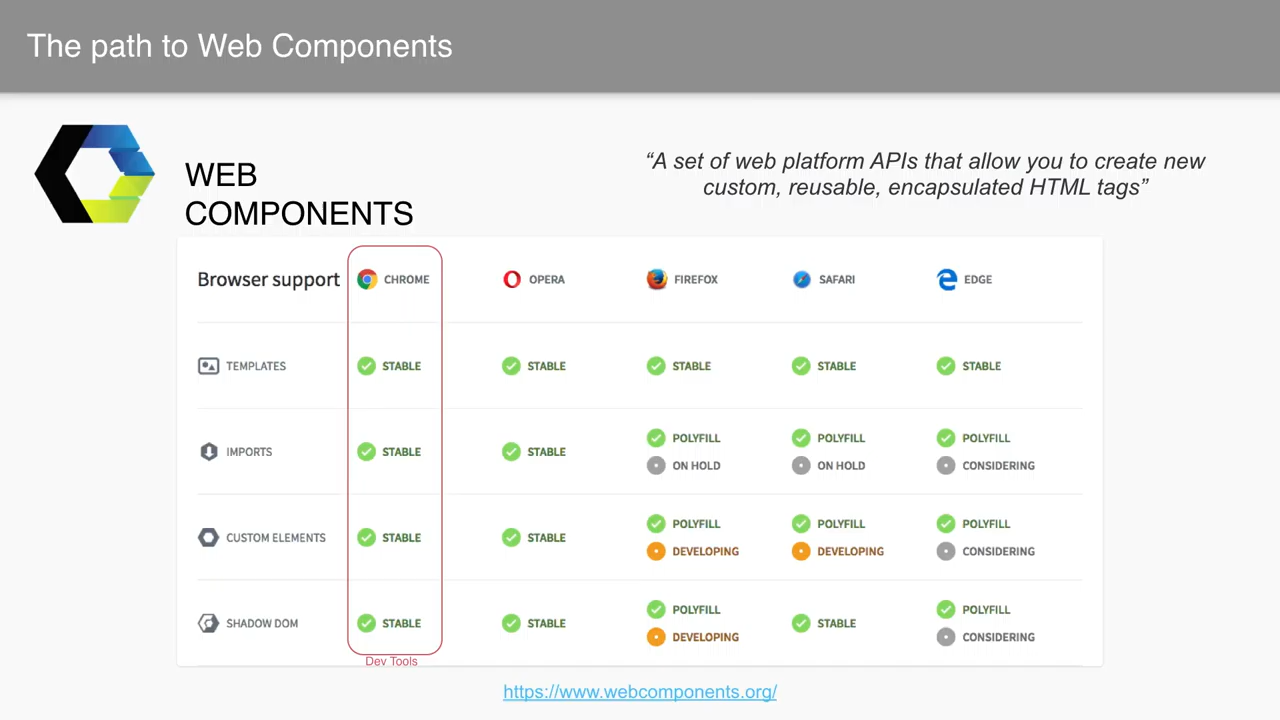 The path to Web Components
WEB
COMPONENTS
“A set of web platform APIs that allow you to create new
custom, reusable, encapsulated HTML tags”
Browser support CHROME OPERA FIREFOX SAFARI EDGE
TEMPLATES STABLE STABLE STABLE STABLE STABLE
IMPORTS STABLE STABLE POLYFILL ON HOLD POLYFILL ON HOLD POLYFILL CONSIDERING
CUSTOM ELEMENTS STABLE STABLE POLYFILL DEVELOPING POLYFILL DEVELOPING POLYFILL CONSIDERING
SHADOW DOM STABLE STABLE POLYFILL DEVELOPING STABLE POLYFILL CONSIDERING
Dev Tools
https://www.webcomponents.org/